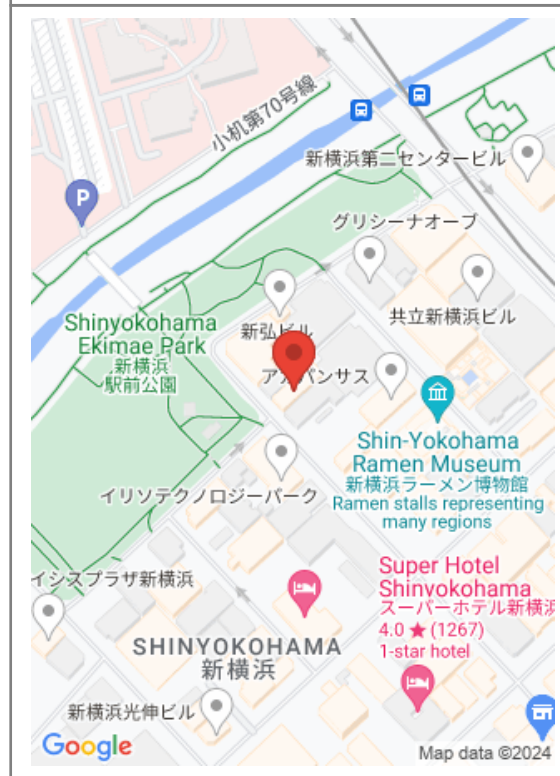 小机第70号線
新横浜第二センタービル
P
グリシーナオーブ
共立新横浜ビル
Shinyokohama
Ekimae Park
新横浜
駅前公園
新弘ビル
アルバンサス
Shin-Yokohama
Ramen Museum
新横浜ラーメン博物館
Ramen stalls representing
many regions
イリソテクノロジーパーク
Super Hotel
Shinyokohama
スーパーホテル新横浜
4.0 ★ (1267)
1-star hotel
イシスプラザ新横浜
SHINYOKOHAMA
新横浜
新横浜光伸ビル
Google
Map data ©2024